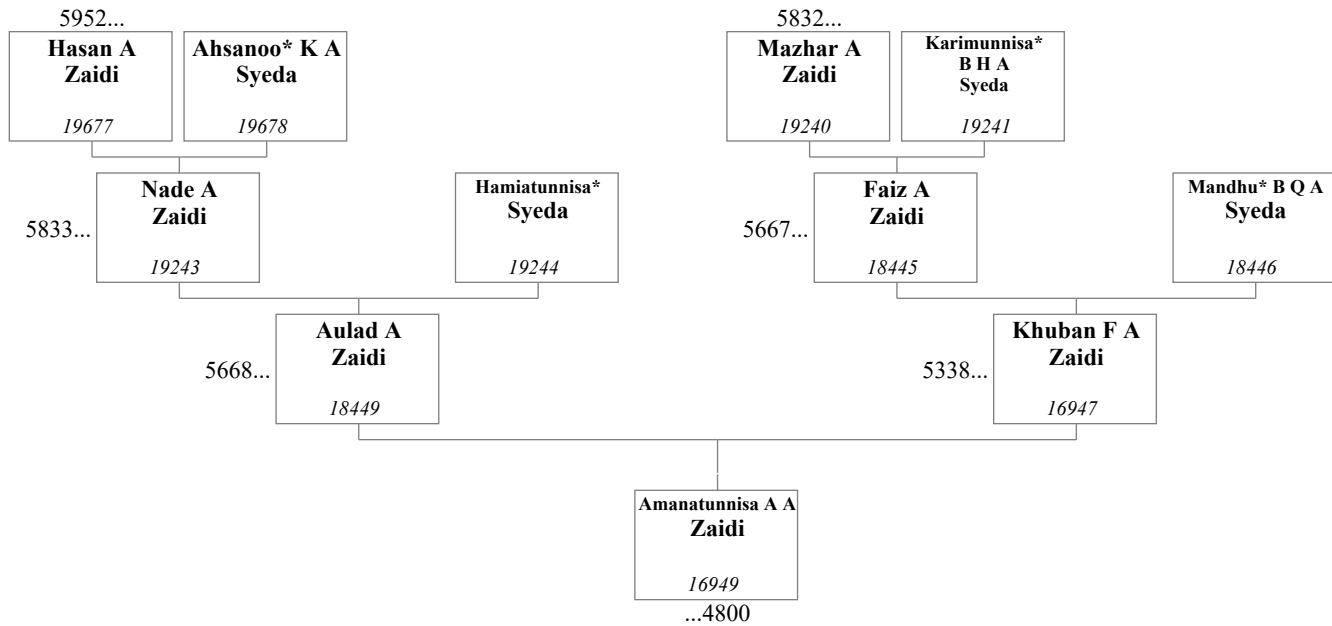 5952...
Hasan A
Zaidi
19677
Ahsanoo* K A
Syeda
19678
5832...
Mazhar A
Zaidi
19240
Karimunnisa*
B H A
Syeda
19241
5833...
Nade A
Zaidi
19243
Hamiatunnisa*
Syeda
19244
5667...
Faiz A
Zaidi
18445
Mandhu* B Q A
Syeda
18446
5668...
Aulad A
Zaidi
18449
5338...
Khuban F A
Zaidi
16947
Amanatunnisa A A
Zaidi
16949
...4800